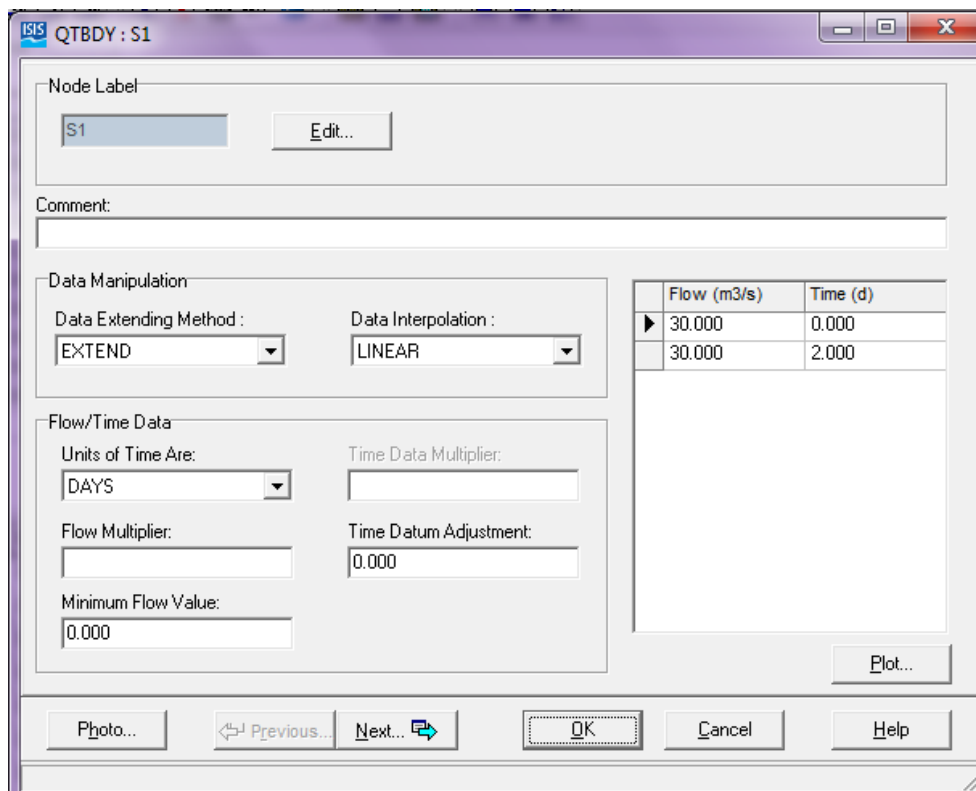 ISIS QTBDY : S1
Node Label
S1 Edit...
Comment:
Data Manipulation
Data Extending Method : Data Interpolation :
EXTEND LINEAR
Flow/Time Data
Units of Time Are: Time Data Multiplier:
DAYS
Flow Multiplier: Time Datum Adjustment:
0.000
Minimum Flow Value:
0.000
Flow (m3/s) Time (d)
30.000 0.000
30.000 2.000
Plot...
Photo... Previous... Next... OK Cancel Help